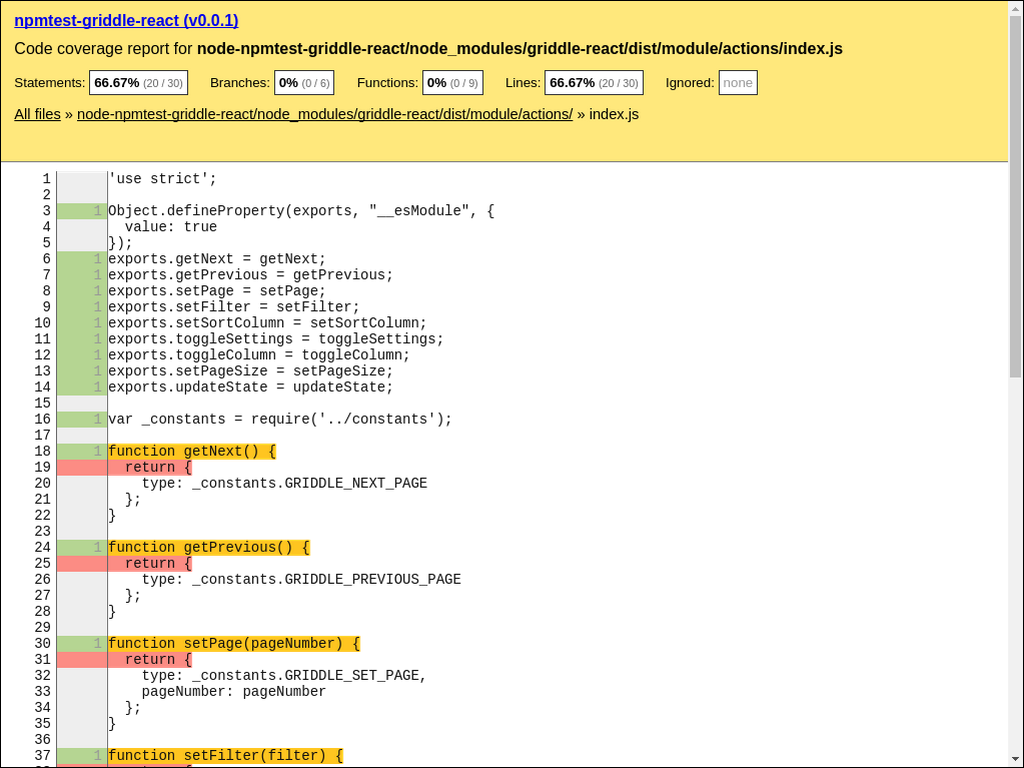 npmtest-griddle-react (v0.0.1)
Code coverage report for node-npmtest-griddle-react/node_modules/griddle-react/dist/module/actions/index.js
Statements: 66.67% (20 / 30) Branches: 0% (0 / 6) Functions: 0% (0 / 9) Lines: 66.67% (20 / 30) Ignored: none
All files » node-npmtest-griddle-react/node_modules/griddle-react/dist/module/actions/ » index.js
1 'use strict';
2
3 1 Object.defineProperty(exports, "__esModule", {
4   value: true
5 });
6 1 exports.getNext = getNext;
7 1 exports.getPrevious = getPrevious;
8 1 exports.setPage = setPage;
9 1 exports.setFilter = setFilter;
10 1 exports.setSortColumn = setSortColumn;
11 1 exports.toggleSettings = toggleSettings;
12 1 exports.toggleColumn = toggleColumn;
13 1 exports.setPageSize = setPageSize;
14 1 exports.updateState = updateState;
15
16 1 var _constants = require('../constants');
17
18 1 function getNext() {
19   return {
20     type: _constants.GRIDDLE_NEXT_PAGE
21   };
22 }
23
24 1 function getPrevious() {
25   return {
26     type: _constants.GRIDDLE_PREVIOUS_PAGE
27   };
28 }
29
30 1 function setPage(pageNumber) {
31   return {
32     type: _constants.GRIDDLE_SET_PAGE,
33     pageNumber: pageNumber
34   };
35 }
36
37 1 function setFilter(filter) {